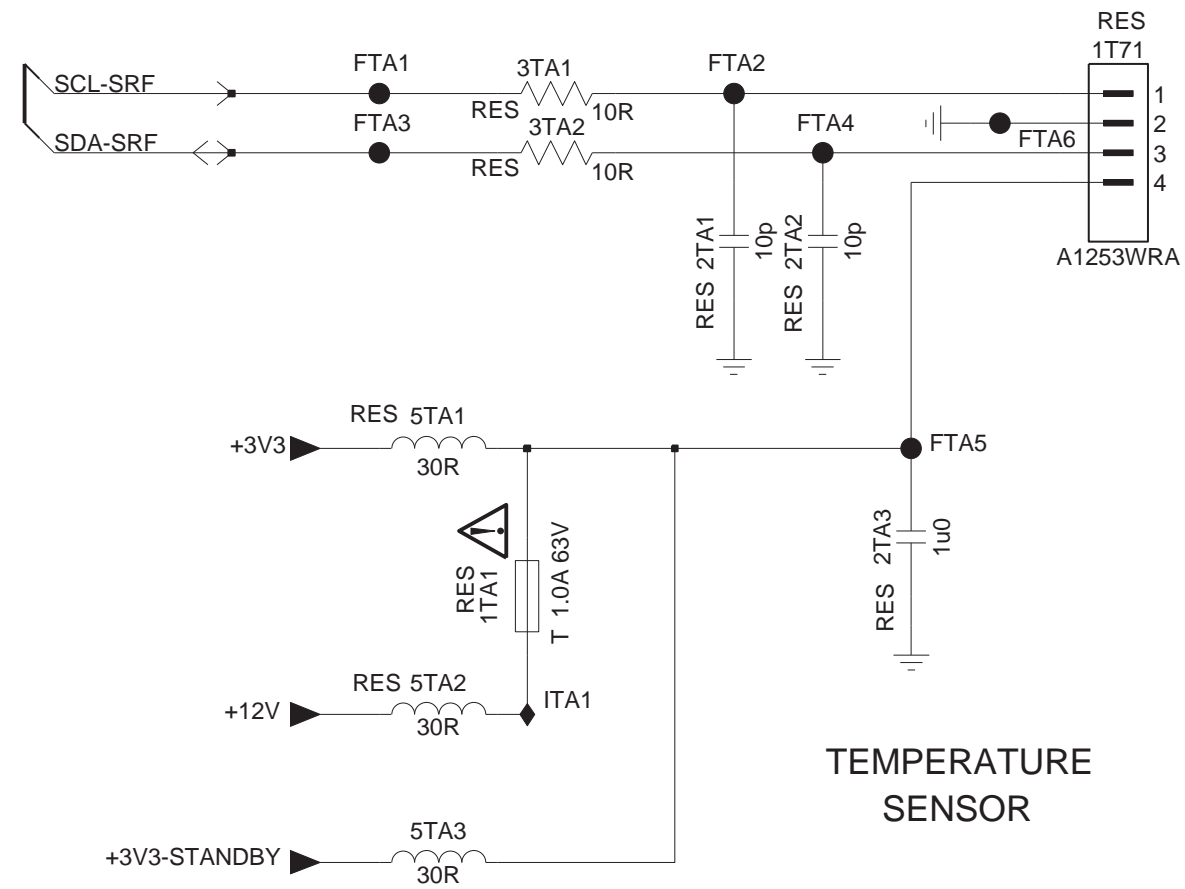 RES
1T71
SCL-SRF
FTA1
3TA1
RES
10R
FTA2
1
2
3
4
FTA6
SDA-SRF
FTA3
3TA2
RES
10R
FTA4
A1253WRA
RES 2TA1
10p
RES 2TA2
10p
+3V3
RES 5TA1
30R
FTA5
RES
1TA1
T 1.0A 63V
RES 2TA3
1u0
+12V
RES 5TA2
30R
ITA1
TEMPERATURE
SENSOR
+3V3-STANDBY
5TA3
30R